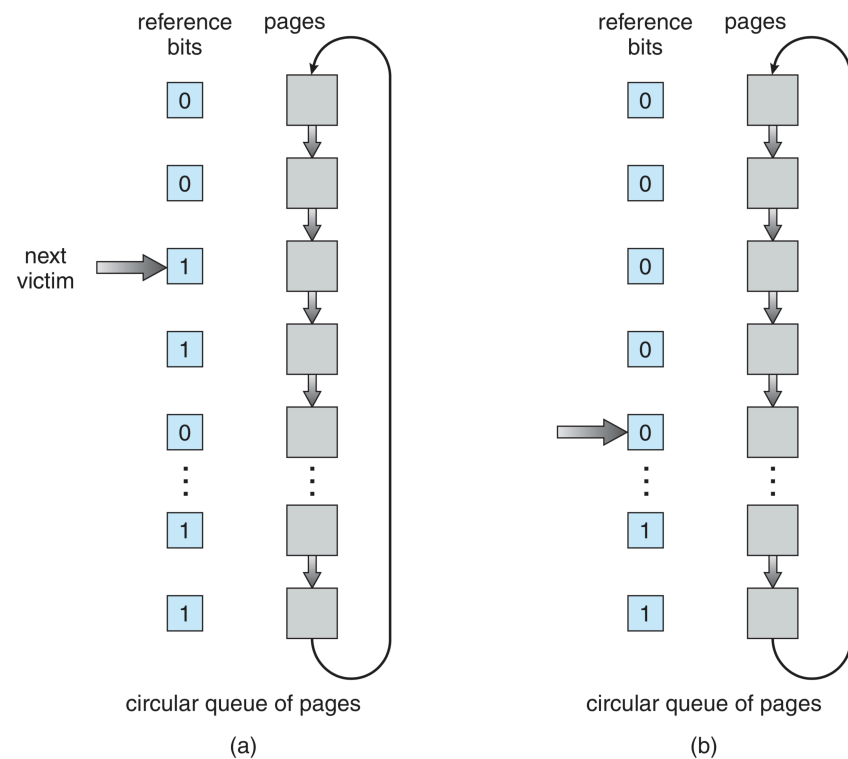 reference
bits
pages
0
0
next
victim
1
1
0
1
1
circular queue of pages
(a)
reference
bits
pages
0
0
0
0
0
1
1
circular queue of pages
(b)